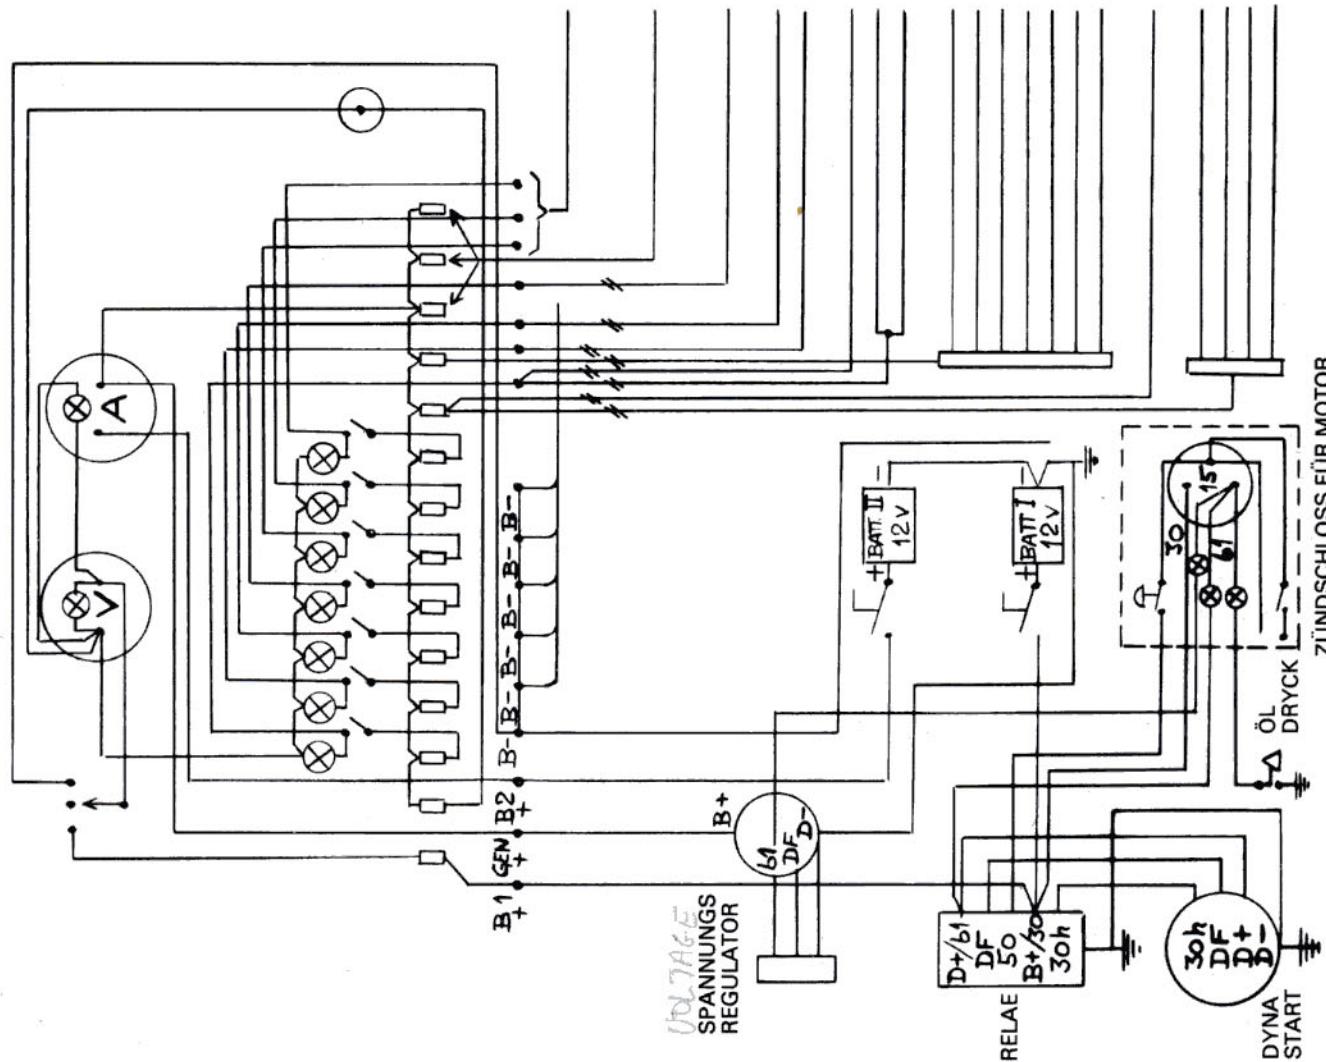 A
V
B1
+
GEN
+
B2
+
B-
B-
B-
B-
B-
B-
VOLTAGE
SPANNUNGS
REGULATOR
B+
61
DF
D-
+
BATT II
12V
-
+
BATT I
12V
-
RELAE
D+/61
DF
50
B+/30
30h
DYNA
START
30h
DF
D+
D-
ÖL
DRYCK
30
61
15
ZÜNDSCHLOSS FÜR MOTOR